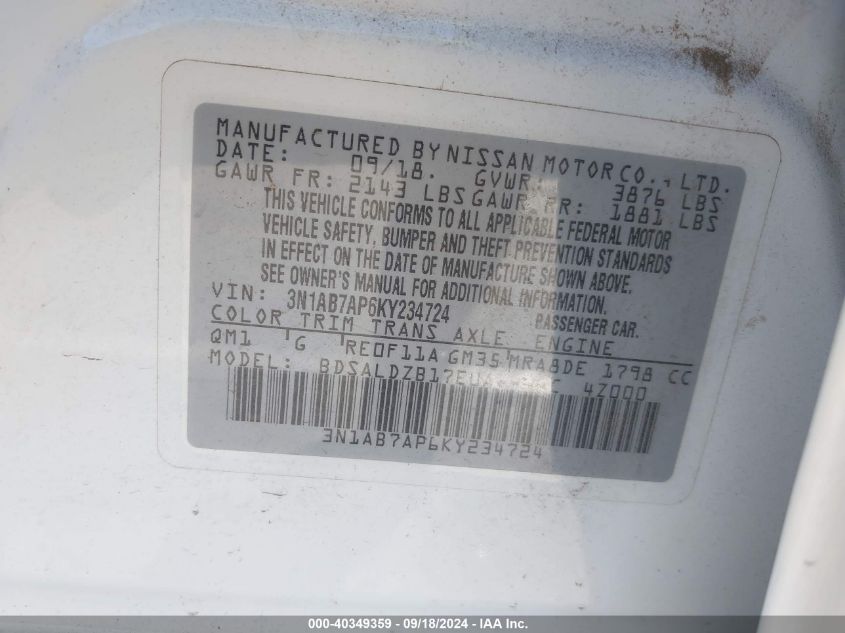 MANUFACTURED BY NISSAN MOTOR CO., LTD.
DATE: 09/18. GVWR 3876 LBS
GAWR FR: 2143 LBS GAWR RR: 1881 LBS
THIS VEHICLE CONFORMS TO ALL APPLICABLE FEDERAL MOTOR
VEHICLE SAFETY, BUMPER AND THEFT PREVENTION STANDARDS
IN EFFECT ON THE DATE OF MANUFACTURE SHOWN ABOVE.
SEE OWNER'S MANUAL FOR ADDITIONAL INFORMATION.
VIN: 3N1AB7AP6KY234724 PASSENGER CAR.
COLOR TRIM TRANS AXLE ENGINE
QM1 G RE0F11A GM35 MRA8DE 1798 CC
MODEL: 4Z000
3N1AB7AP6KY234724
000-40349359 - 09/18/2024 - IAA Inc.